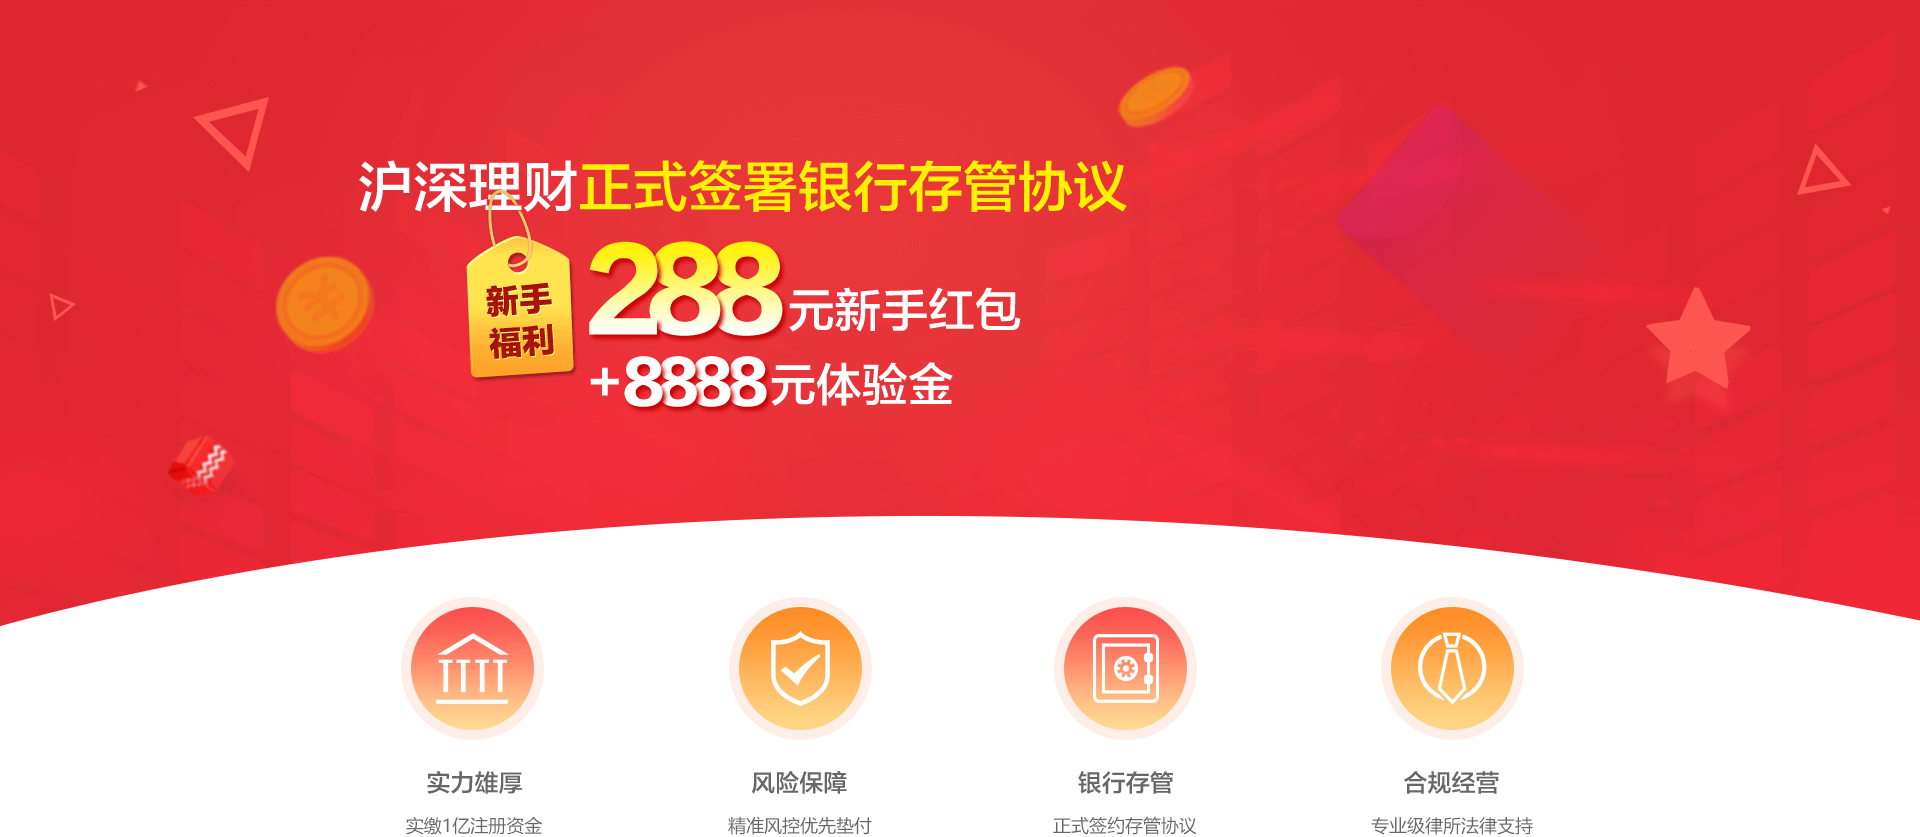 沪深理财正式签署银行存管协议
新手
福利
288元新手红包
+8888元体验金
实力雄厚
风险保障
银行存管
合规经营
实缴1亿注册资金
精准风控优先垫付
正式签约存管协议
专业级律所法律支持